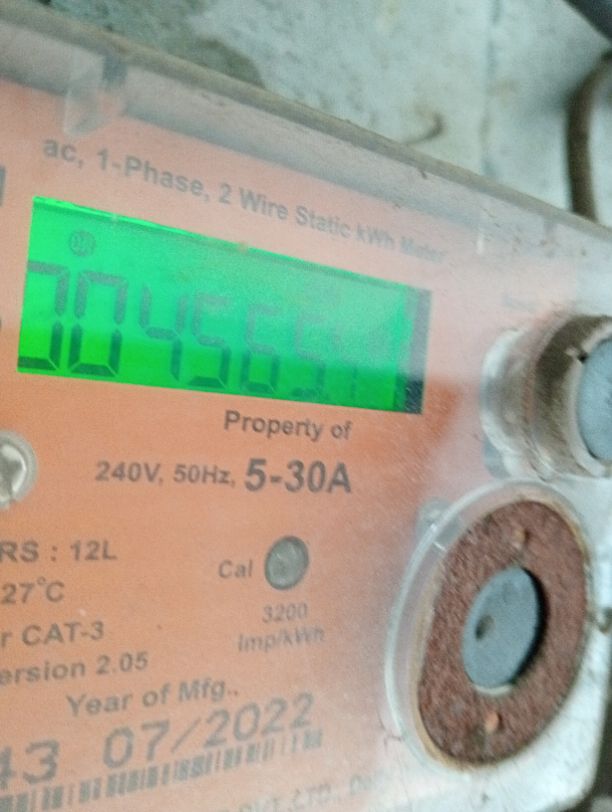 ac, 1-Phase, 2 Wire Static kWh Meter
Property of
240V, 50Hz, 5-30A
RS : 12L
27°C
Cal
3200
Imp/kWh
CAT-3
ersion 2.05
Year of Mfg..
43 07/2022